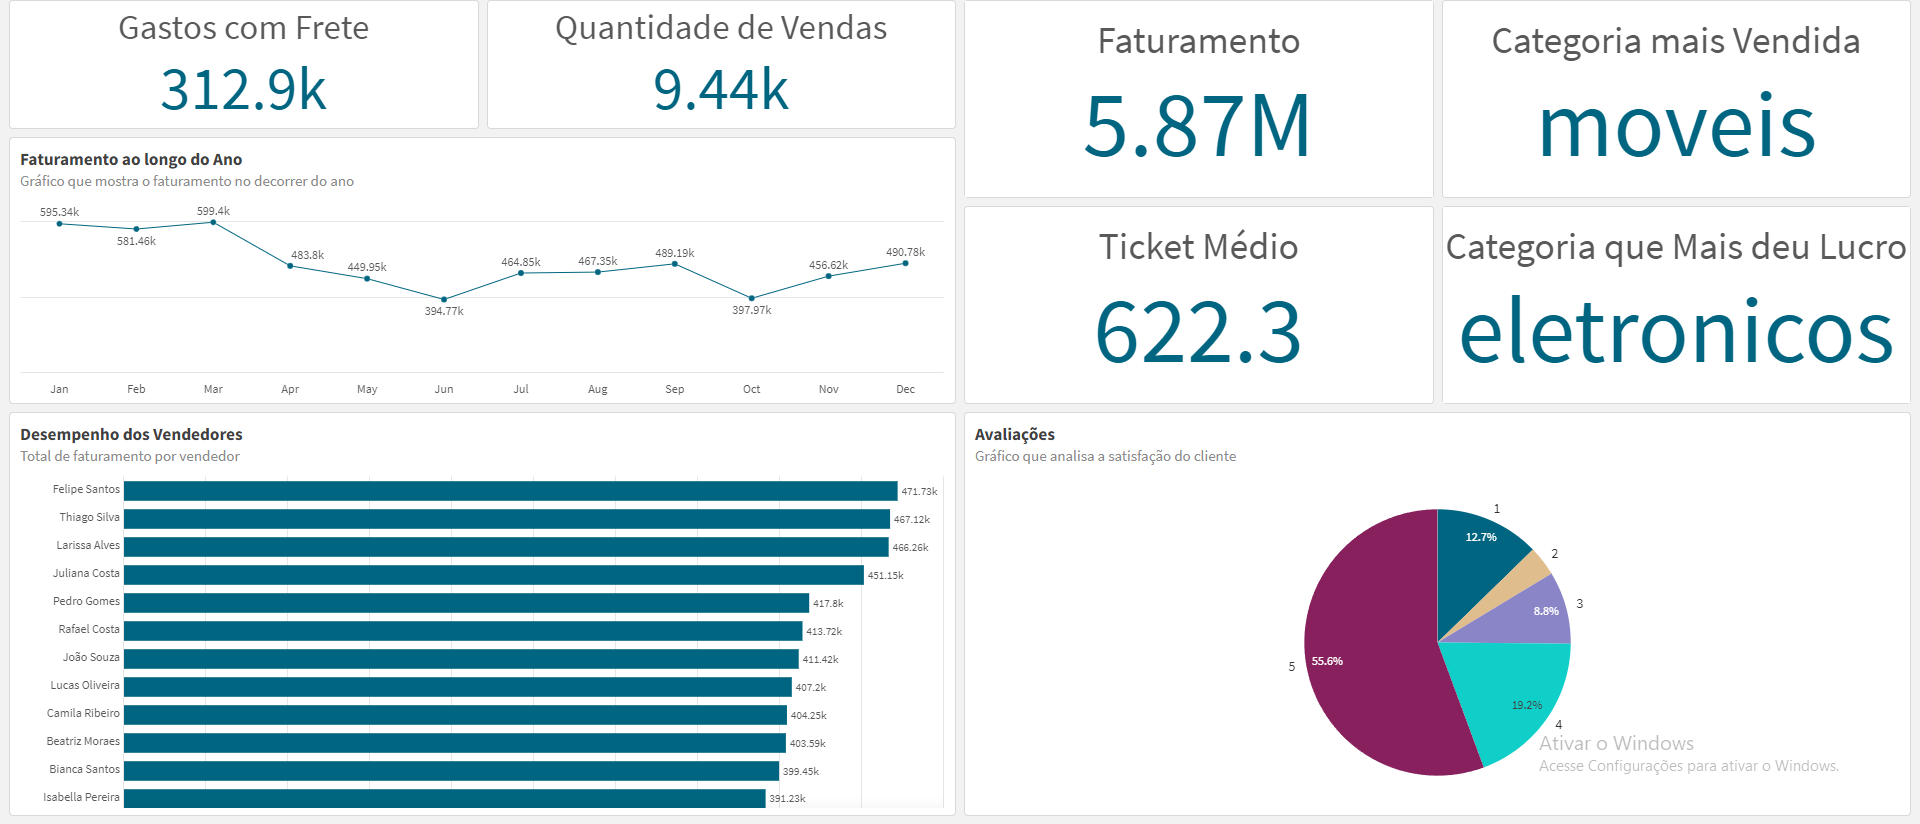 Gastos com Frete
312.9k
Quantidade de Vendas
9.44k
Faturamento
5.87M
Categoria mais Vendida
moveis
Faturamento ao longo do Ano
Gráfico que mostra o faturamento no decorrer do ano
595.34k
581.46k
599.4k
483.8k
449.95k
394.77k
464.85k
467.35k
489.19k
397.97k
456.62k
490.78k
Jan Feb Mar Apr May Jun Jul Aug Sep Oct Nov Dec
Ticket Médio
622.3
Categoria que Mais deu Lucro
eletronicos
Desempenho dos Vendedores
Total de faturamento por vendedor
Felipe Santos 471.73k
Thiago Silva 467.12k
Larissa Alves 466.26k
Juliana Costa 451.15k
Pedro Gomes 417.8k
Rafael Costa 413.72k
João Souza 411.42k
Lucas Oliveira 407.2k
Camila Ribeiro 404.25k
Beatriz Moraes 403.59k
Bianca Santos 399.45k
Isabella Pereira 391.23k
Avaliações
Gráfico que analisa a satisfação do cliente
1
12.7%
2
3
8.8%
5
55.6%
19.2%
4
Ativar o Windows
Acesse Configurações para ativar o Windows.